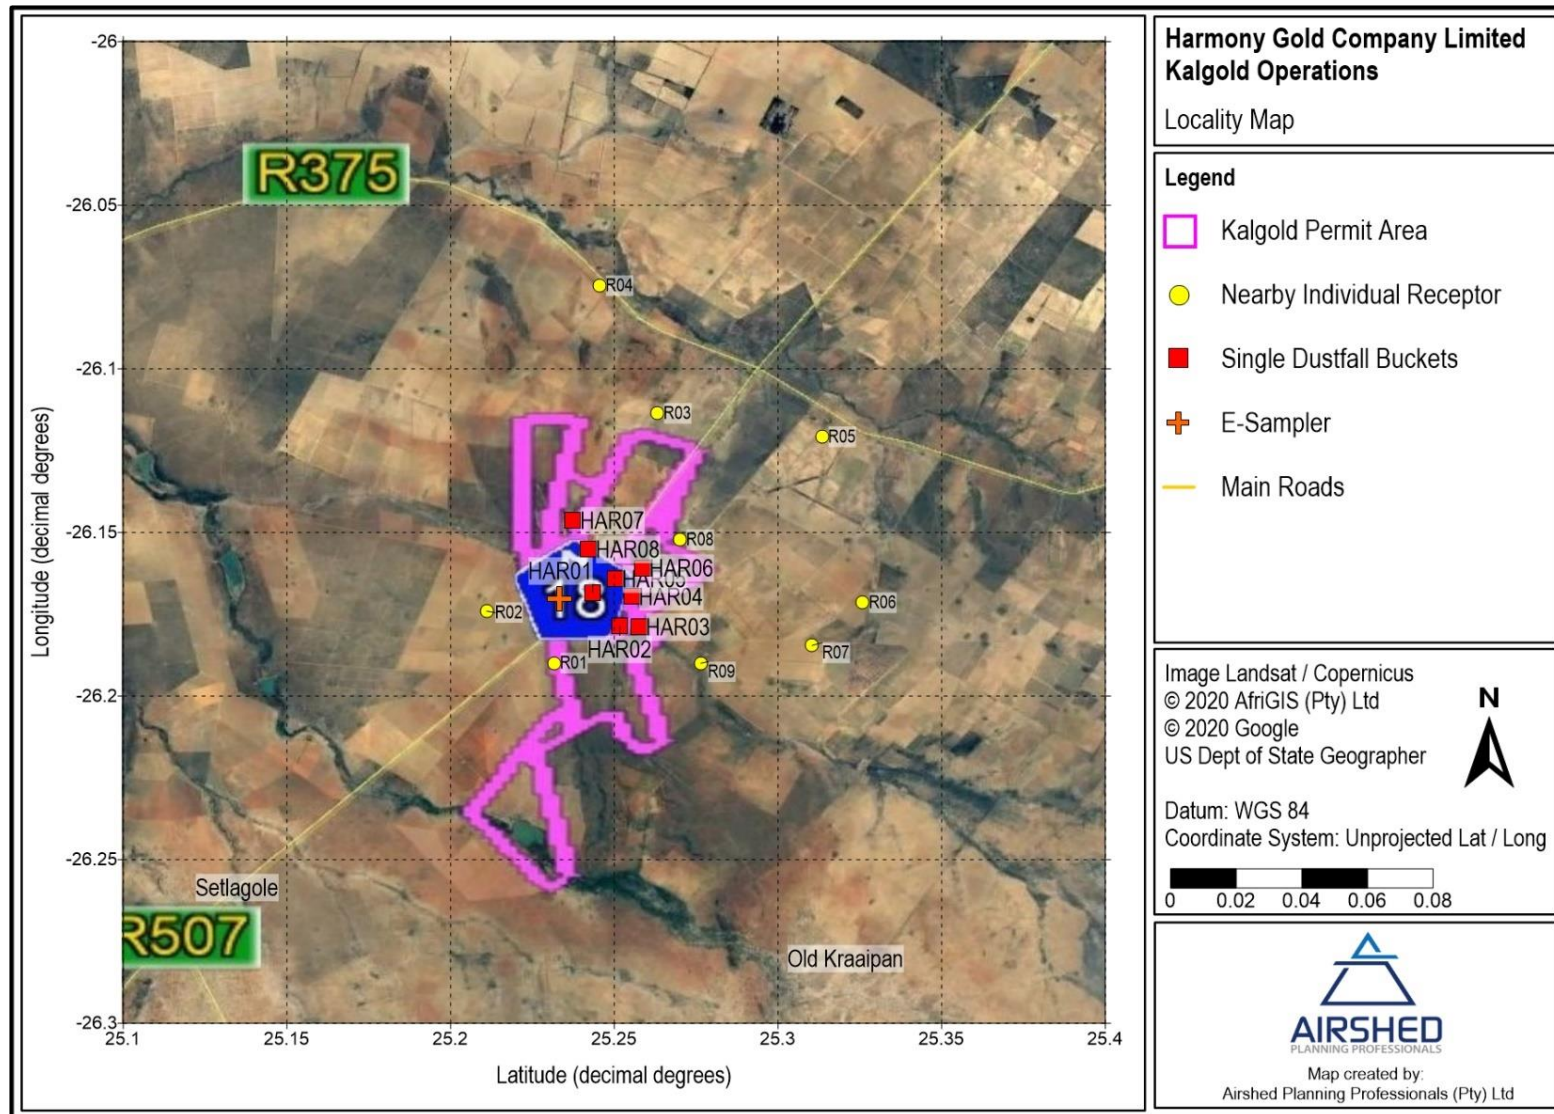 Harmony Gold Company Limited
Kalgold Operations
Locality Map
Legend
Kalgold Permit Area
Nearby Individual Receptor
Single Dustfall Buckets
E-Sampler
Main Roads
Image Landsat / Copernicus
© 2020 AfriGIS (Pty) Ltd
© 2020 Google
US Dept of State Geographer
N
Datum: WGS 84
Coordinate System: Unprojected Lat / Long
0 0.02 0.04 0.06 0.08
AIRSHED
PLANNING PROFESSIONALS
Map created by:
Airshed Planning Professionals (Pty) Ltd
Longitude (decimal degrees)
-26
-26.05
-26.1
-26.15
-26.2
-26.25
-26.3
25.1 25.15 25.2 25.25 25.3 25.35 25.4
Latitude (decimal degrees)
R375
R04
R03
R05
HAR07
R08
HAR08
HAR01
HAR06
HAR04
18
R02
R06
HAR03
HAR02
R07
R01
R09
Setlagole
R507
Old Kraaipan